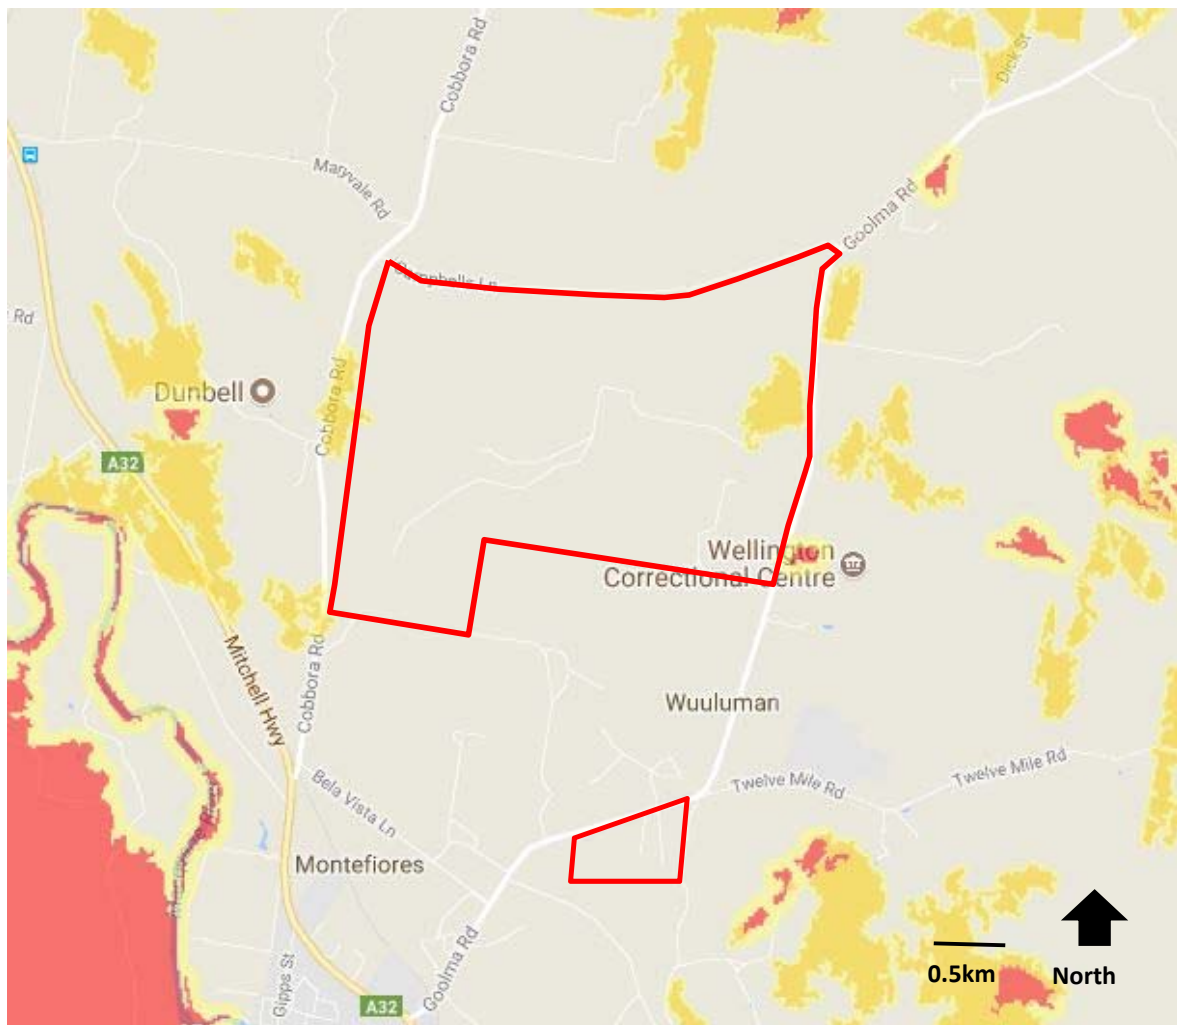 Cobbora Rd
Dick St
Maryvale Rd
Goolma Rd
Campbells Ln
Rd
Dunbell
Cobbora Rd
A32
Wellington
Correctional Centre
Mitchell Hwy
Cobbora Rd
Wuuluman
Twelve Mile Rd
Twelve Mile Rd
Bela Vista Ln
Montefiores
Goolma Rd
Gipps St
0.5km
North
A32